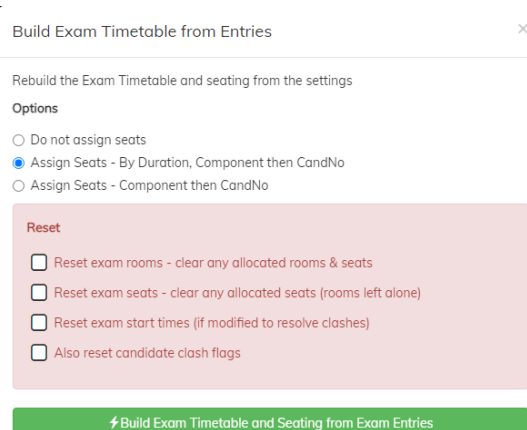 Build Exam Timetable from Entries
×
Rebuild the Exam Timetable and seating from the settings
Options
Do not assign seats
Assign Seats - By Duration, Component then CandNo
Assign Seats - Component then CandNo
Reset
Reset exam rooms - clear any allocated rooms & seats
Reset exam seats - clear any allocated seats (rooms left alone)
Reset exam start times (if modified to resolve clashes)
Also reset candidate clash flags
Build Exam Timetable and Seating from Exam Entries